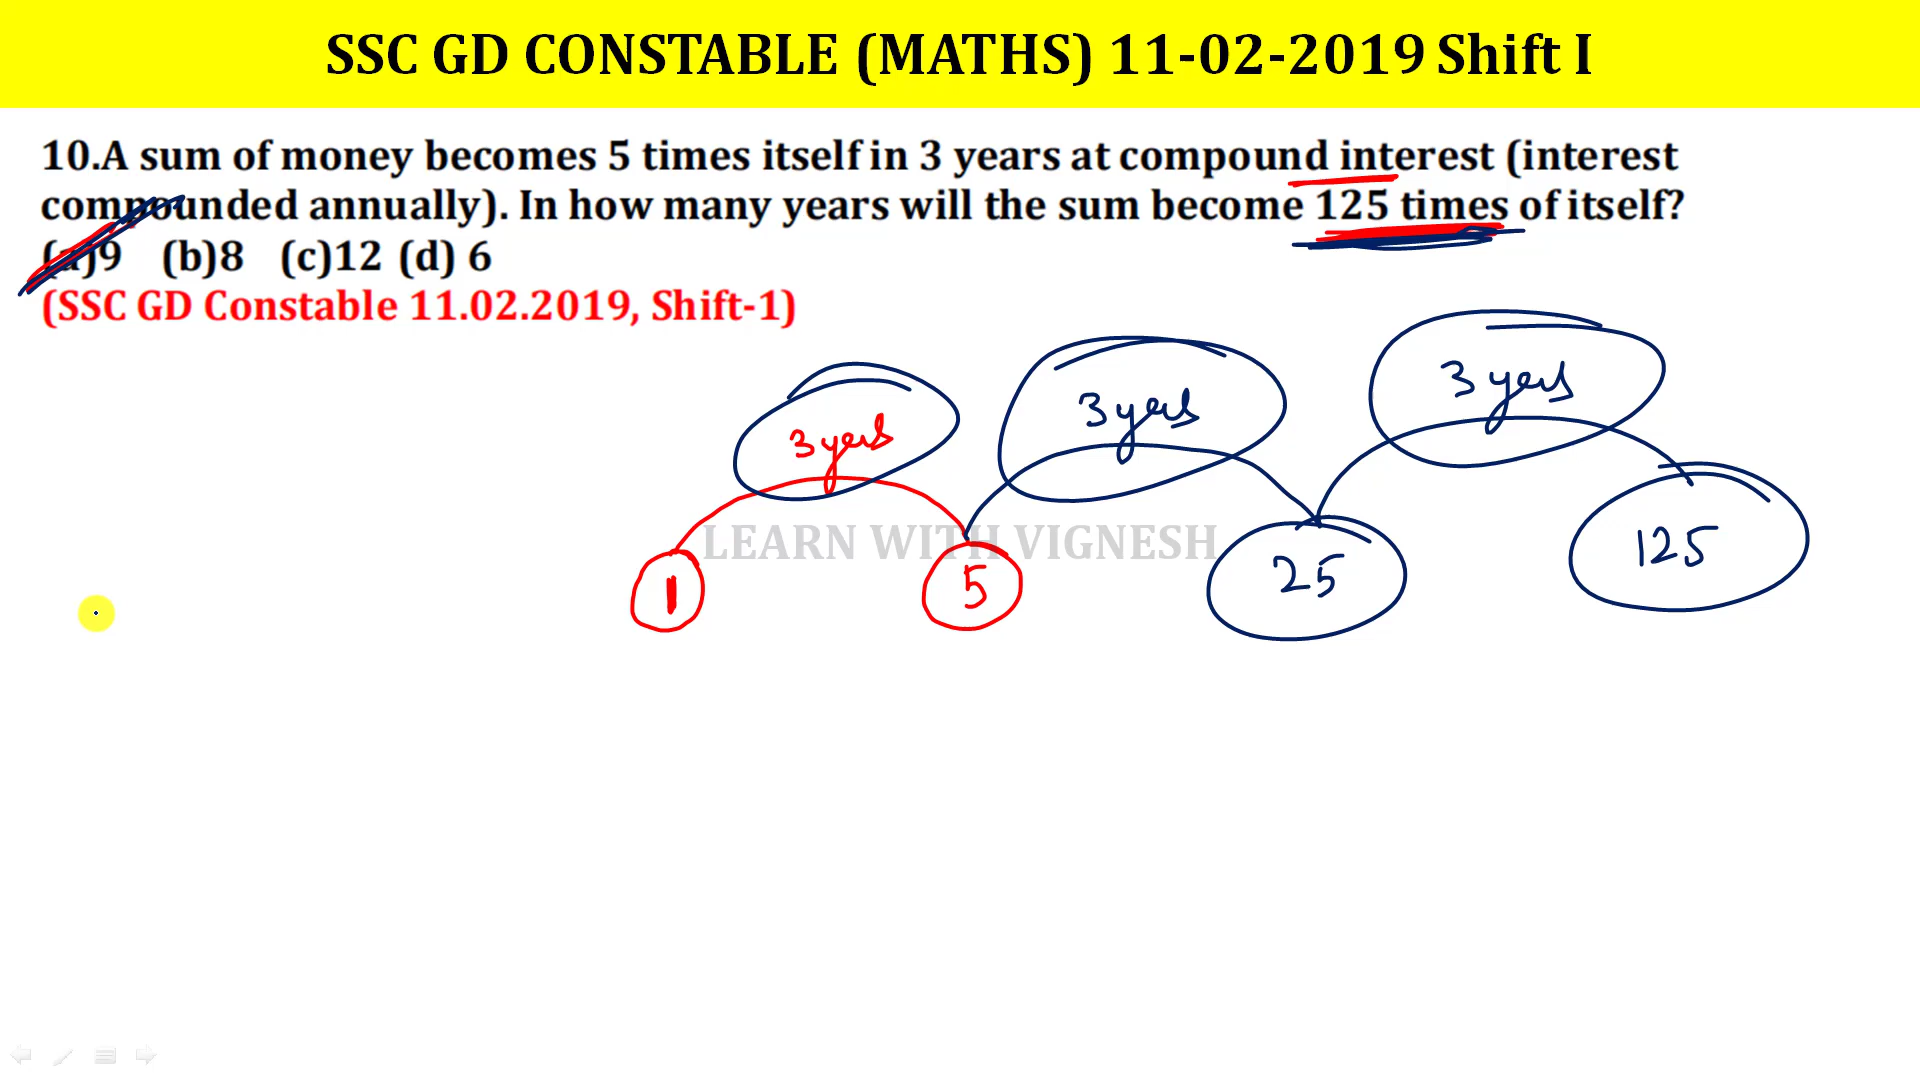 SSC GD CONSTABLE (MATHS) 11-02-2019 Shift I
10.A sum of money becomes 5 times itself in 3 years at compound interest (interest
compounded annually). In how many years will the sum become 125 times of itself?
(a)9 (b)8 (c)12 (d) 6
(SSC GD Constable 11.02.2019, Shift-1)
3 years 3 years 3 years
LEARN WITH VIGNESH
1 5 25 125